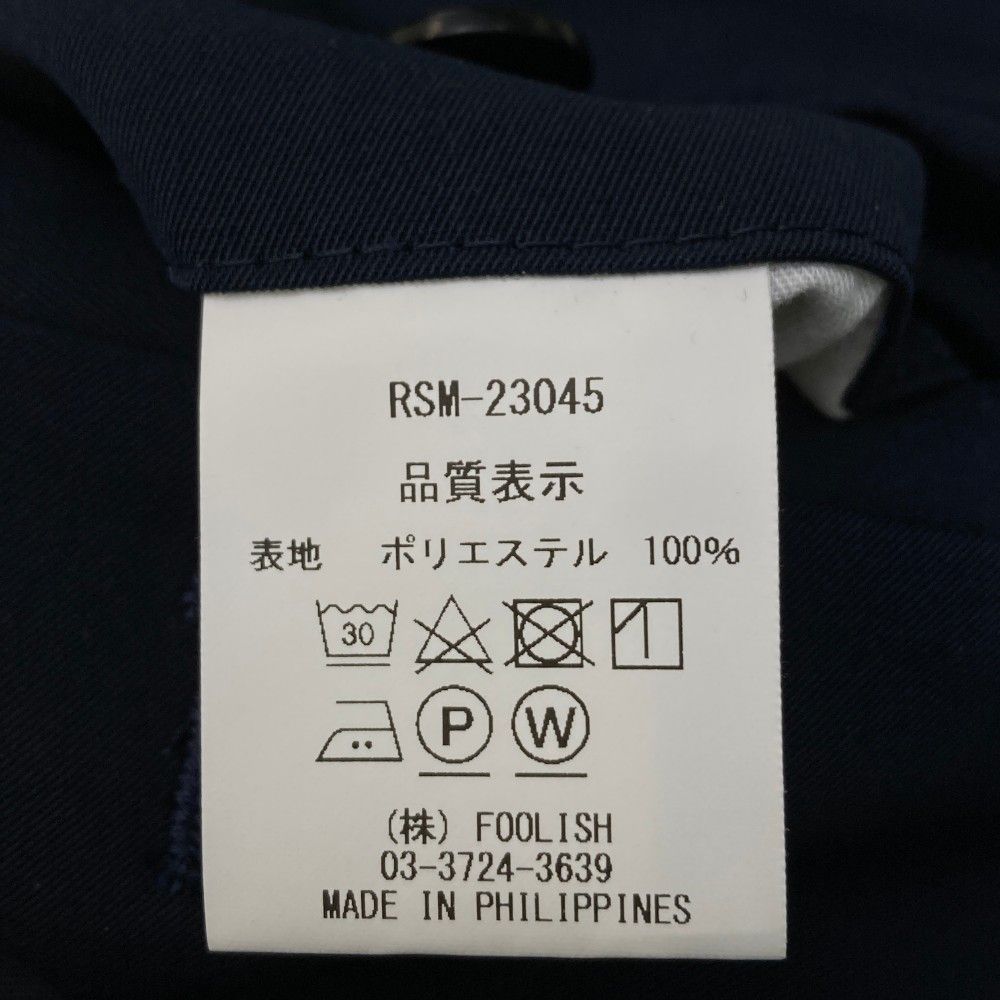 RSM-23045
品質表示
表地 ポリエステル 100%
30
P W
(株) FOOLISH
03-3724-3639
MADE IN PHILIPPINES